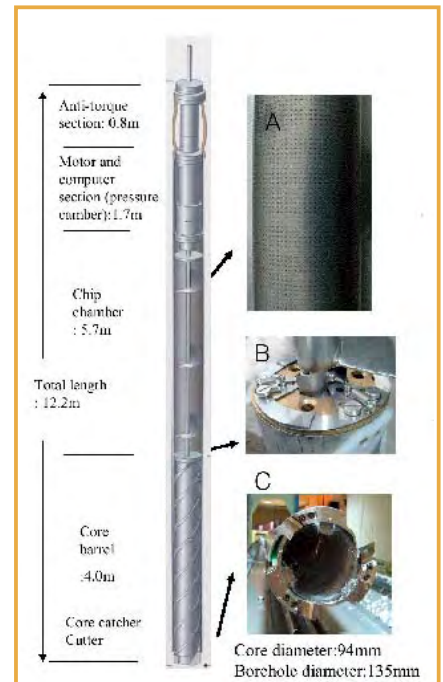 Anti-torque
section: 0.8m
Motor and
computer
section (pressure
camber):1.7m
Chip
chamber
: 5.7m
Total length
: 12.2m
Core
barrel
:4.0m
Core catcher
Cutter
A
B
C
Core diameter:94mm
Borehole diameter:135mm